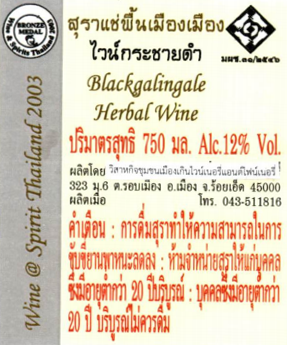 BRONZE MEDAL
Wine & Spirit Thailand 2003
สุราแช่พื้นเมืองเมือง
ไวน์กระชายดำ
มผช.๓๑/๒๕๔๖
Blackgalingale
Herbal Wine
ปริมาตรสุทธิ 750 มล. Alc.12% Vol.
ผลิตโดย วิสาหกิจชุมชนเมืองเกินไวน์เนอรี่แอนด์ไฟน์เนอรี่
323 ม.6 ต.รอบเมือง อ.เมือง จ.ร้อยเอ็ด 45000
ผลิตเมื่อ โทร. 043-511816
คำเตือน : การดื่มสุราทำให้ความสามารถในการ
ขับขี่ยานพาหนะลดลง : ห้ามจำหน่ายสุราให้แก่บุคคล
ซึ่งมีอายุต่ำกว่า 20 ปีบริบูรณ์ : บุคคลซึ่งมีอายุต่ำกว่า
20 ปี บริบูรณ์ไม่ควรดื่ม
Wine @ Spirit Thailand 2003